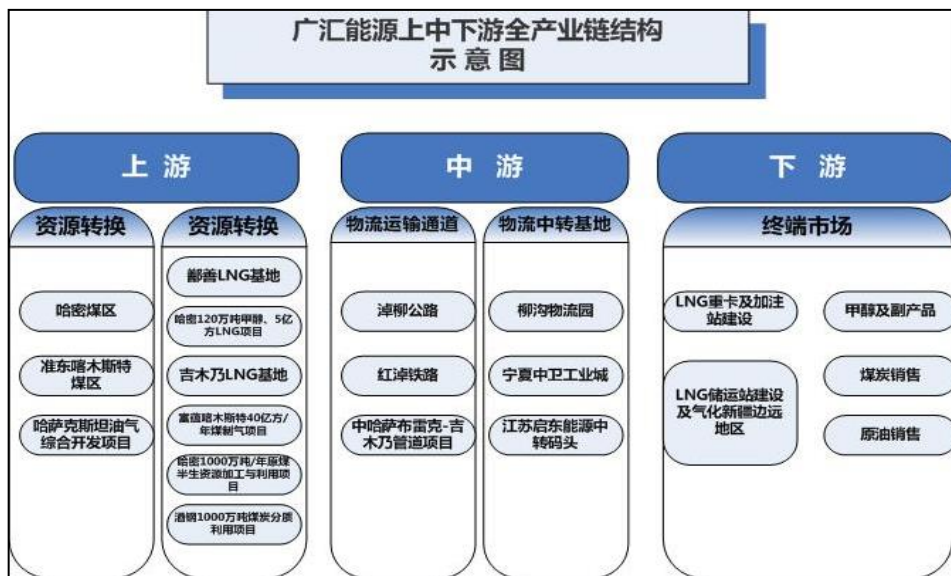 广汇能源上中下游全产业链结构
示 意 图
上 游
中 游
下 游
资源转换
哈密煤区
准东喀木斯特
煤区
哈萨克斯坦油气
综合开发项目
资源转换
鄯善LNG基地
哈密120万吨甲醇、5亿
方LNG项目
吉木乃LNG基地
富蕴喀木斯特40亿方/
年煤制气项目
哈密1000万吨/年原煤
半生资源加工与利用项
目
酒钢1000万吨煤炭分质
利用项目
物流运输通道
淖柳公路
红淖铁路
中哈萨布雷克-吉
木乃管道项目
物流中转基地
柳沟物流园
宁夏中卫工业城
江苏启东能源中
转码头
终端市场
LNG重卡及加注
站建设
LNG储运站建设
及气化新疆边远
地区
甲醇及副产品
煤炭销售
原油销售